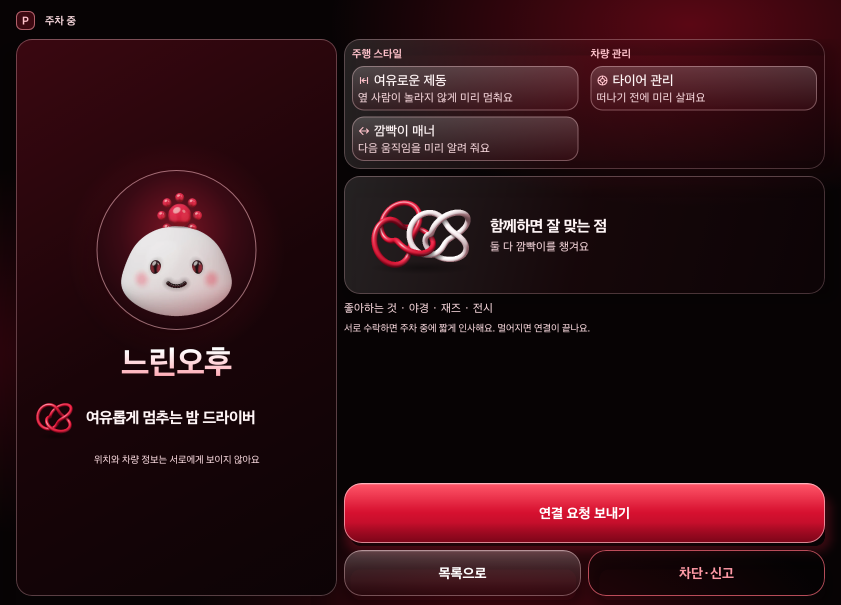 P 주차 중
느린오후
여유롭게 멈추는 밤 드라이버
위치와 차량 정보는 서로에게 보이지 않아요
주행 스타일
여유로운 제동
옆 사람이 놀라지 않게 미리 멈춰요
깜빡이 매너
다음 움직임을 미리 알려 줘요
차량 관리
타이어 관리
떠나기 전에 미리 살펴요
함께하면 잘 맞는 점
둘 다 깜빡이를 챙겨요
좋아하는 것 · 야경 · 재즈 · 전시
서로 수락하면 주차 중에 짧게 인사해요. 멀어지면 연결이 끝나요.
연결 요청 보내기
목록으로
차단·신고